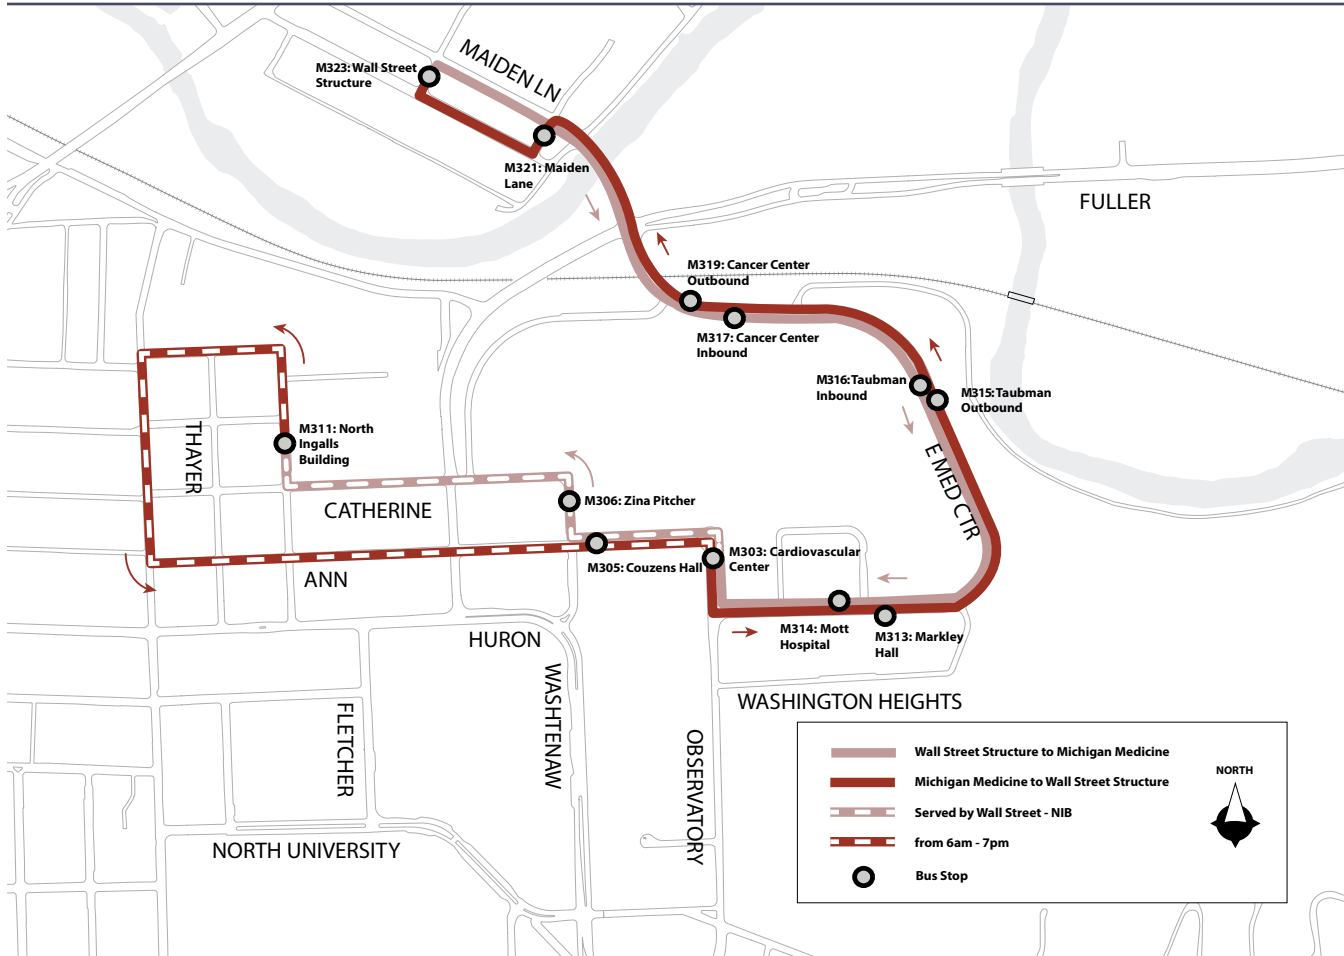 MAIDEN LN
M323: Wall Street
Structure
M321: Maiden
Lane
FULLER
M319: Cancer Center
Outbound
M317: Cancer Center
Inbound
M316:Taubman
Inbound
M315:Taubman
Outbound
M311: North
Ingalls
Building
THAYER
E MED CTR
CATHERINE
M306: Zina Pitcher
M305: Couzens Hall
M303: Cardiovascular
Center
ANN
HURON
M314: Mott
Hospital
M313: Markley
Hall
WASHTENAW
WASHINGTON HEIGHTS
FLETCHER
OBSERVATORY
NORTH UNIVERSITY
Wall Street Structure to Michigan Medicine
Michigan Medicine to Wall Street Structure
Served by Wall Street - NIB
from 6am - 7pm
Bus Stop
NORTH